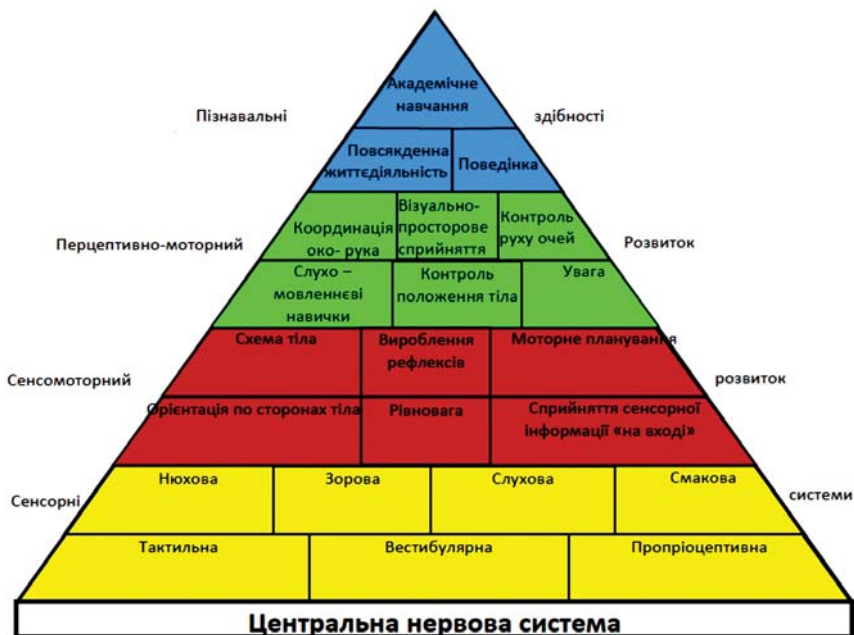 Академічне
навчання
Пізнавальні
здібності
Повсякденна
життєдіяльність
Поведінка
Координація
око- рука
Візуально-
просторове
сприйняття
Контроль
руху очей
Перцептивно-моторний
Розвиток
Слухо –
мовленнєві
навички
Контроль
положення тіла
Увага
Схема тіла
Вироблення
рефлексів
Моторне планування
Сенсомоторний
розвиток
Орієнтація по сторонах тіла
Рівновага
Сприйняття сенсорної
інформації «на вході»
Нюхова
Зорова
Слухова
Смакова
Сенсорні
системи
Тактильна
Вестибулярна
Пропріоцептивна
Центральна нервова система